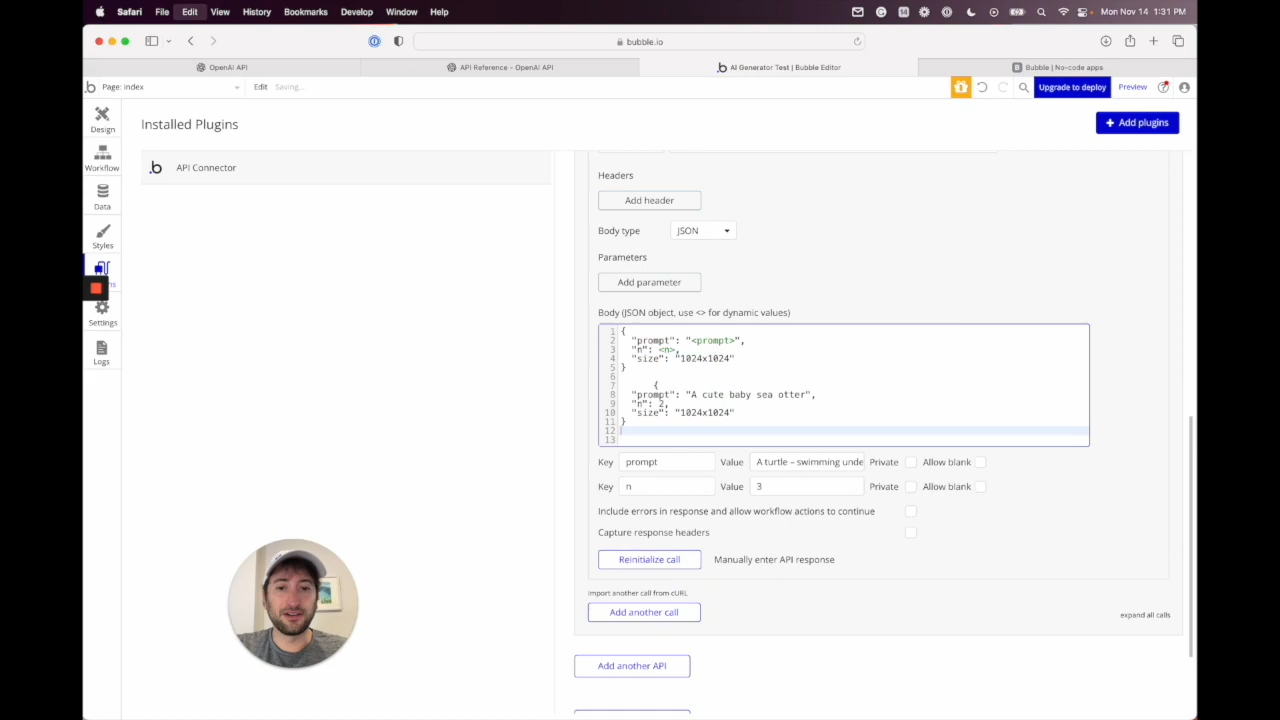 Safari File Edit View History Bookmarks Develop Window Help
14
Mon Nov 14 1:31 PM
bubble.io
OpenAI API
API Reference - OpenAI API
AI Generator Test | Bubble Editor
Bubble | No-code apps
Page: index
Edit
Saving...
Upgrade to deploy
Preview
Design
Workflow
Data
Styles
Settings
Logs
Installed Plugins
+ Add plugins
API Connector
Headers
Add header
Body type JSON
Parameters
Add parameter
Body (JSON object, use <> for dynamic values)
1 {
2 "prompt": "<prompt>",
3 "n": <n>,
4 "size": "1024x1024"
5 }
6
7 {
8 "prompt": "A cute baby sea otter",
9 "n": 2,
10 "size": "1024x1024"
11 }
12
13
Key prompt Value A turtle – swimming unde Private Allow blank
Key n Value 3 Private Allow blank
Include errors in response and allow workflow actions to continue
Capture response headers
Reinitialize call Manually enter API response
Import another call from cURL
Add another call
expand all calls
Add another API